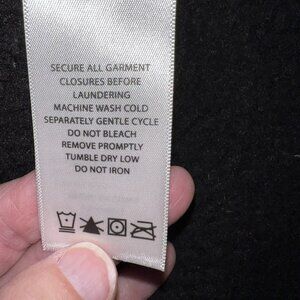 SECURE ALL GARMENT
CLOSURES BEFORE
LAUNDERING
MACHINE WASH COLD
SEPARATELY GENTLE CYCLE
DO NOT BLEACH
REMOVE PROMPTLY
TUMBLE DRY LOW
DO NOT IRON